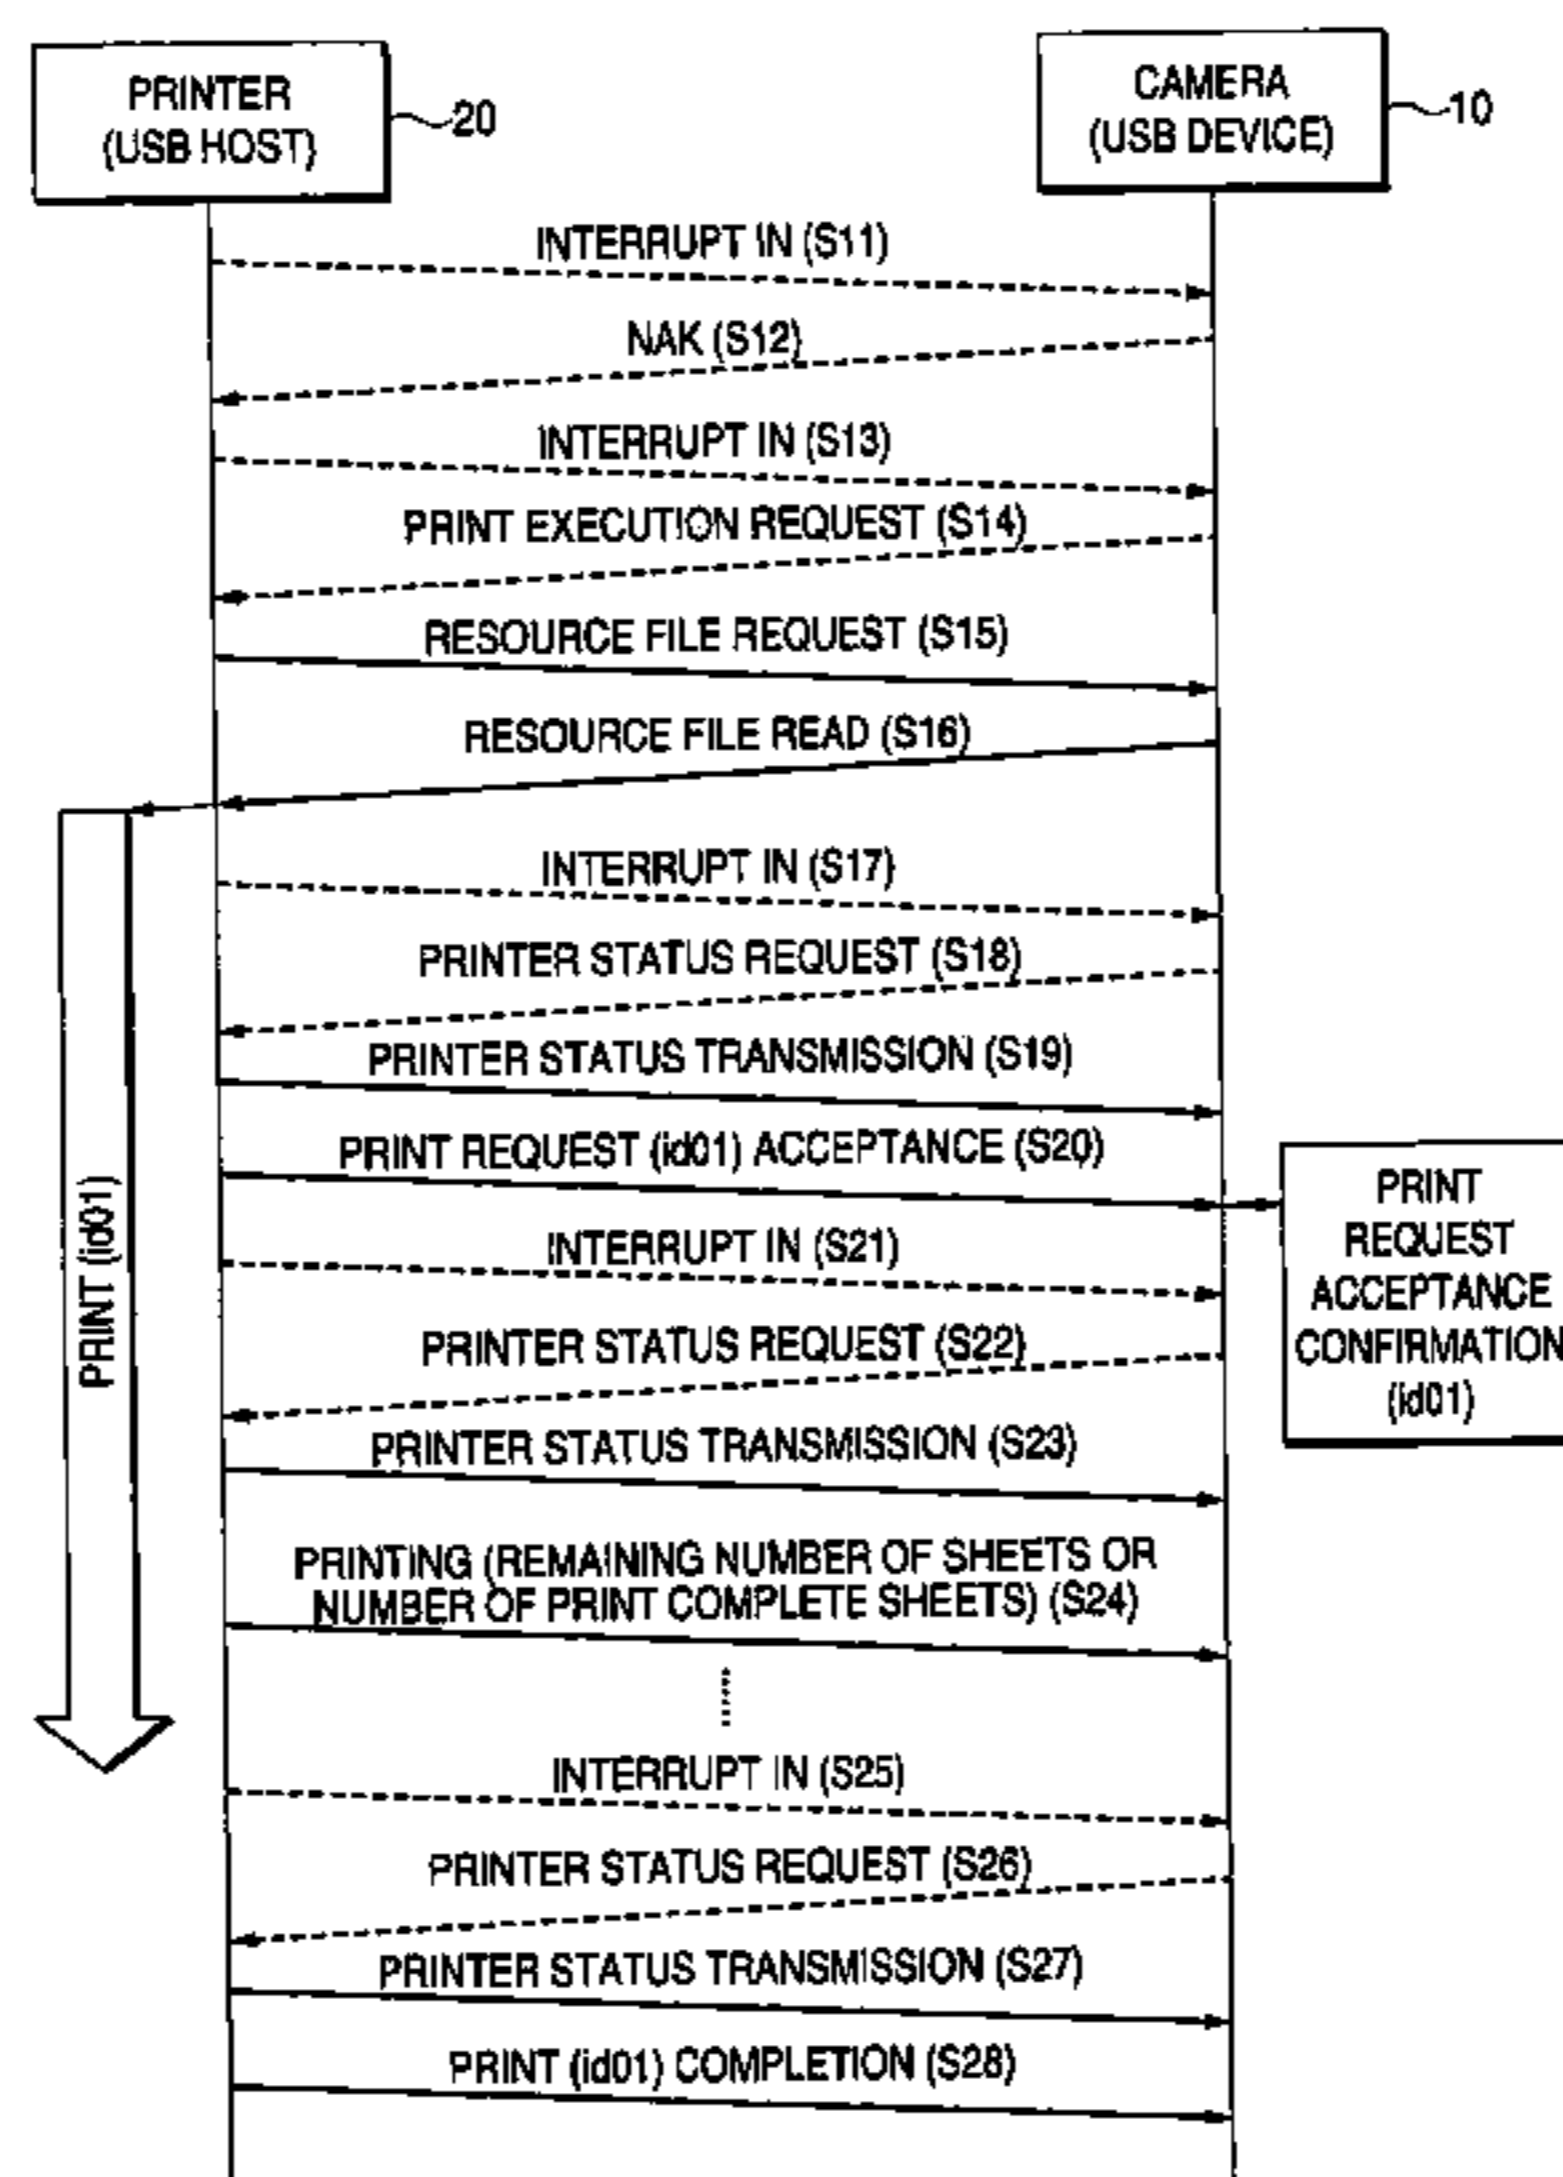 PRINTER
(USB HOST)
20
CAMERA
(USB DEVICE)
10
INTERRUPT IN (S11)
NAK (S12)
INTERRUPT IN (S13)
PRINT EXECUTION REQUEST (S14)
RESOURCE FILE REQUEST (S15)
RESOURCE FILE READ (S16)
INTERRUPT IN (S17)
PRINTER STATUS REQUEST (S18)
PRINTER STATUS TRANSMISSION (S19)
PRINT REQUEST (id01) ACCEPTANCE (S20)
PRINT
REQUEST
ACCEPTANCE
CONFIRMATION
(id01)
PRINT (id01)
INTERRUPT IN (S21)
PRINTER STATUS REQUEST (S22)
PRINTER STATUS TRANSMISSION (S23)
PRINTING (REMAINING NUMBER OF SHEETS OR
NUMBER OF PRINT COMPLETE SHEETS) (S24)
INTERRUPT IN (S25)
PRINTER STATUS REQUEST (S26)
PRINTER STATUS TRANSMISSION (S27)
PRINT (id01) COMPLETION (S28)